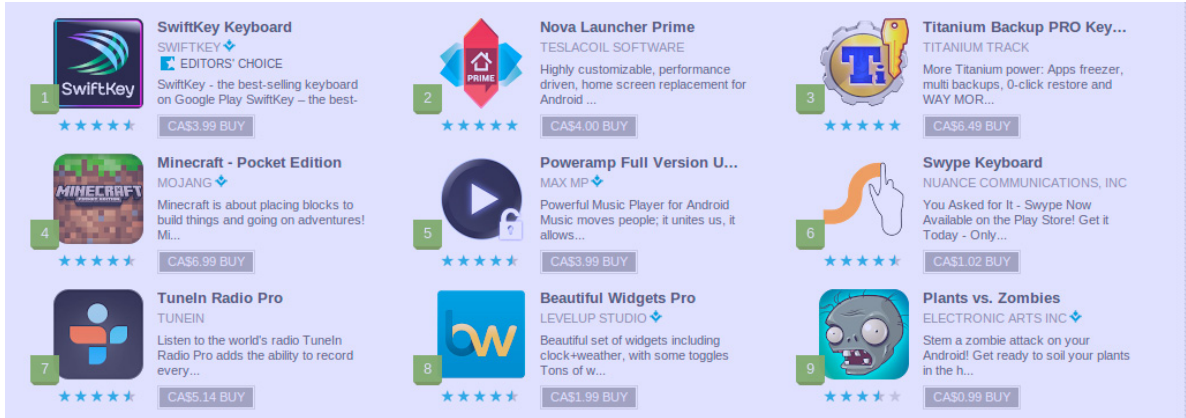 SwiftKey Keyboard
SWIFTKEY
EDITORS' CHOICE
SwiftKey - the best-selling keyboard
on Google Play SwiftKey – the best-
SwiftKey
1
CA$3.99 BUY
Nova Launcher Prime
TESLACOIL SOFTWARE
Highly customizable, performance
driven, home screen replacement for
Android ...
PRIME
2
CA$4.00 BUY
Titanium Backup PRO Key...
TITANIUM TRACK
More Titanium power: Apps freezer,
multi backups, 0-click restore and
WAY MOR...
Ti
3
CA$6.49 BUY
Minecraft - Pocket Edition
MOJANG
Minecraft is about placing blocks to
build things and going on adventures!
Mi...
MINECRAFT
POCKET EDITION
4
CA$6.99 BUY
Poweramp Full Version U...
MAX MP
Powerful Music Player for Android
Music moves people; it unites us, it
allows...
5
CA$3.99 BUY
Swype Keyboard
NUANCE COMMUNICATIONS, INC
You Asked for It - Swype Now
Available on the Play Store! Get it
Today - Only...
6
CA$1.02 BUY
TuneIn Radio Pro
TUNEIN
Listen to the world's radio TuneIn
Radio Pro adds the ability to record
every...
7
CA$5.14 BUY
Beautiful Widgets Pro
LEVELUP STUDIO
Beautiful set of widgets including
clock+weather, with some toggles
Tons of w...
bw
8
CA$1.99 BUY
Plants vs. Zombies
ELECTRONIC ARTS INC
Stem a zombie attack on your
Android! Get ready to soil your plants
in the h...
9
CA$0.99 BUY